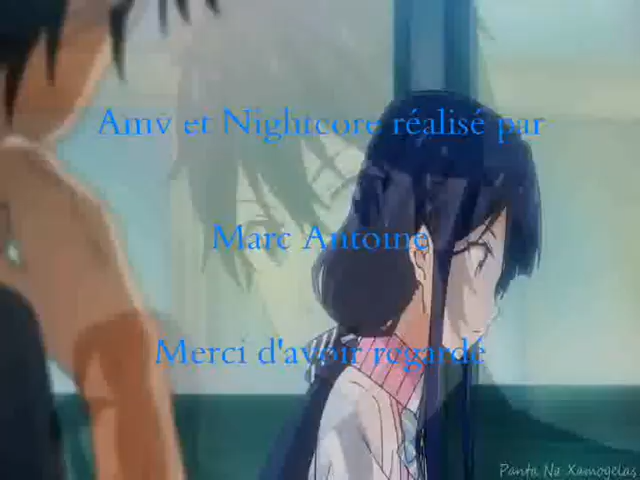 Amv et Nightcore réalisé par
Marc Antoine
Merci d'avoir regardé
Panta Na Xamogelas